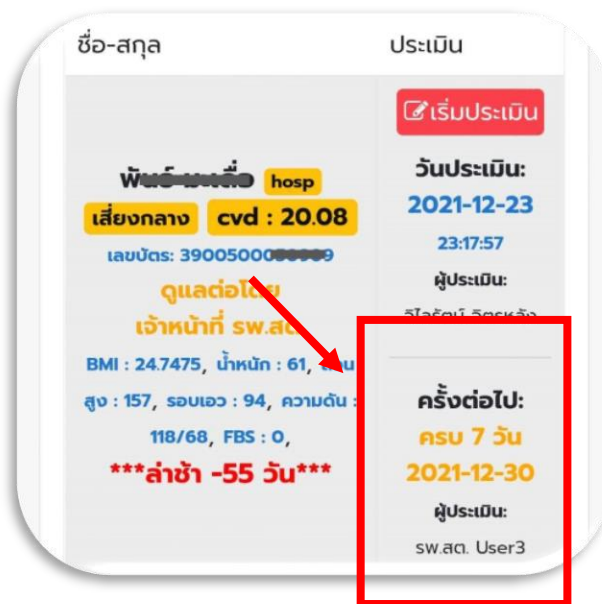 ชื่อ-สกุล
ประเมิน
hosp
เสี่ยงกลาง cvd : 20.08
เลขบัตร: 39005000
ดูแลต่อโดย
เจ้าหน้าที่ รพ.สต.
BMI : 24.7475, น้ำหนัก : 61,
สูง : 157, รอบเอว : 94, ความดัน :
118/68, FBS : 0,
***ล่าช้า -55 วัน***
เริ่มประเมิน
วันประเมิน:
2021-12-23
23:17:57
ผู้ประเมิน:
ครั้งต่อไป:
ครบ 7 วัน
2021-12-30
ผู้ประเมิน:
รพ.สต. User3